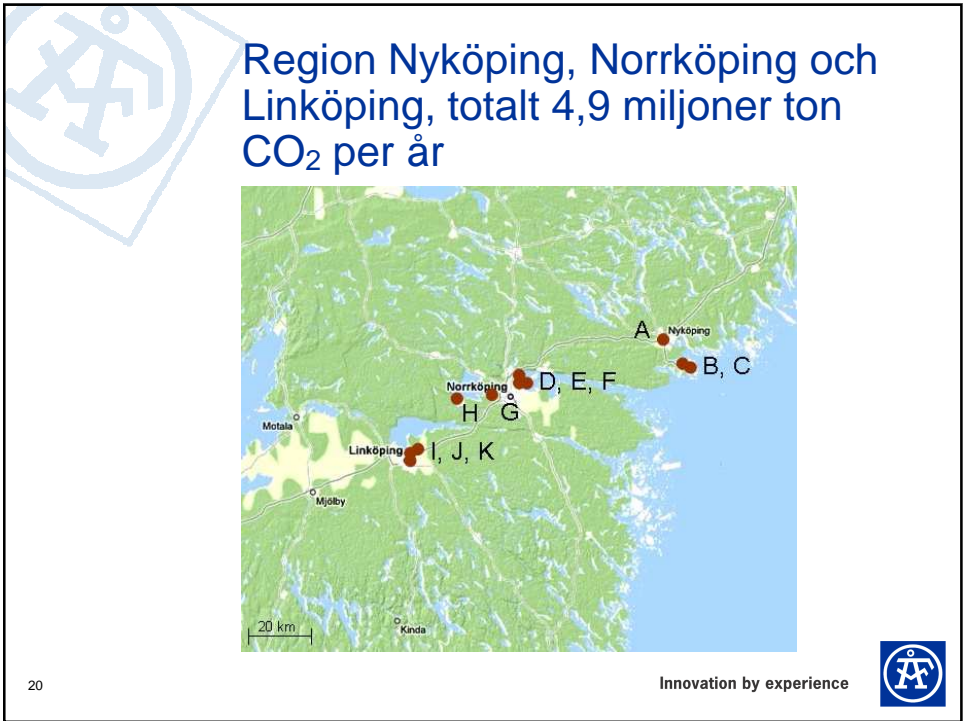 Region Nyköping, Norrköping och
Linköping, totalt 4,9 miljoner ton
CO₂ per år
A
Nyköping
B, C
D, E, F
Norrköping
H
G
Motala
Linköping
I, J, K
Mjölby
20 km
Kinda
20
Innovation by experience
ÅF